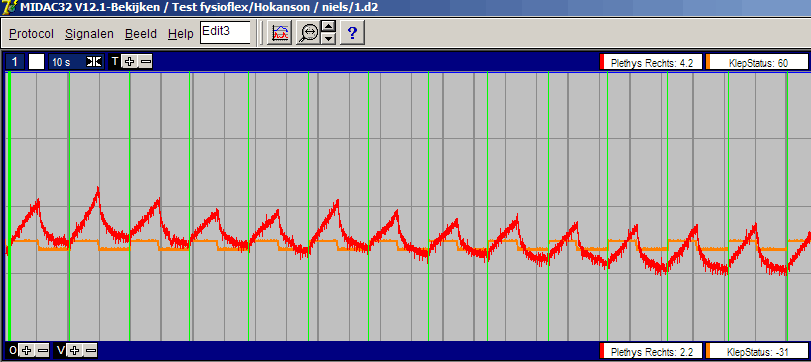 MIDAC32 V12.1-Bekijken / Test fysioflex/Hokanson / niels/1.d2
Protocol Signalen Beeld Help Edit3 ?
1 10 s T + − Plethys Rechts: 4.2 KlepStatus: 60
0 + − V + − Plethys Rechts: 2.2 KlepStatus: -31